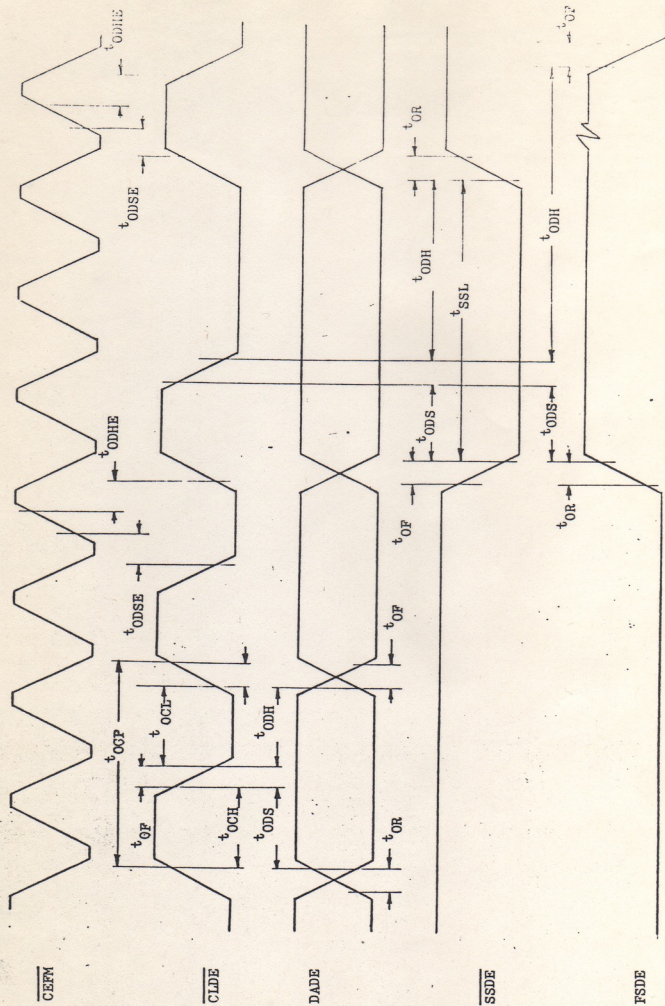 CEFM
tOCP
tODSE
tODHE
tODSE
tODHE
CLDE
tOF
tOCH
tOCL
tODS
tODH
DADE
tOR
tOF
SSDE
tOF
tODS
tODH
tSSL
tOR
FSDE
tOR
tODS
tODH
tOF